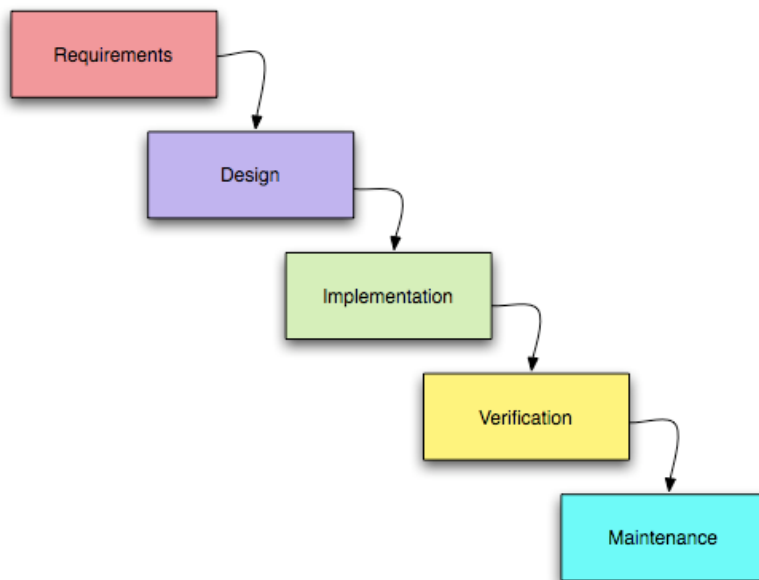 Requirements
Design
Implementation
Verification
Maintenance